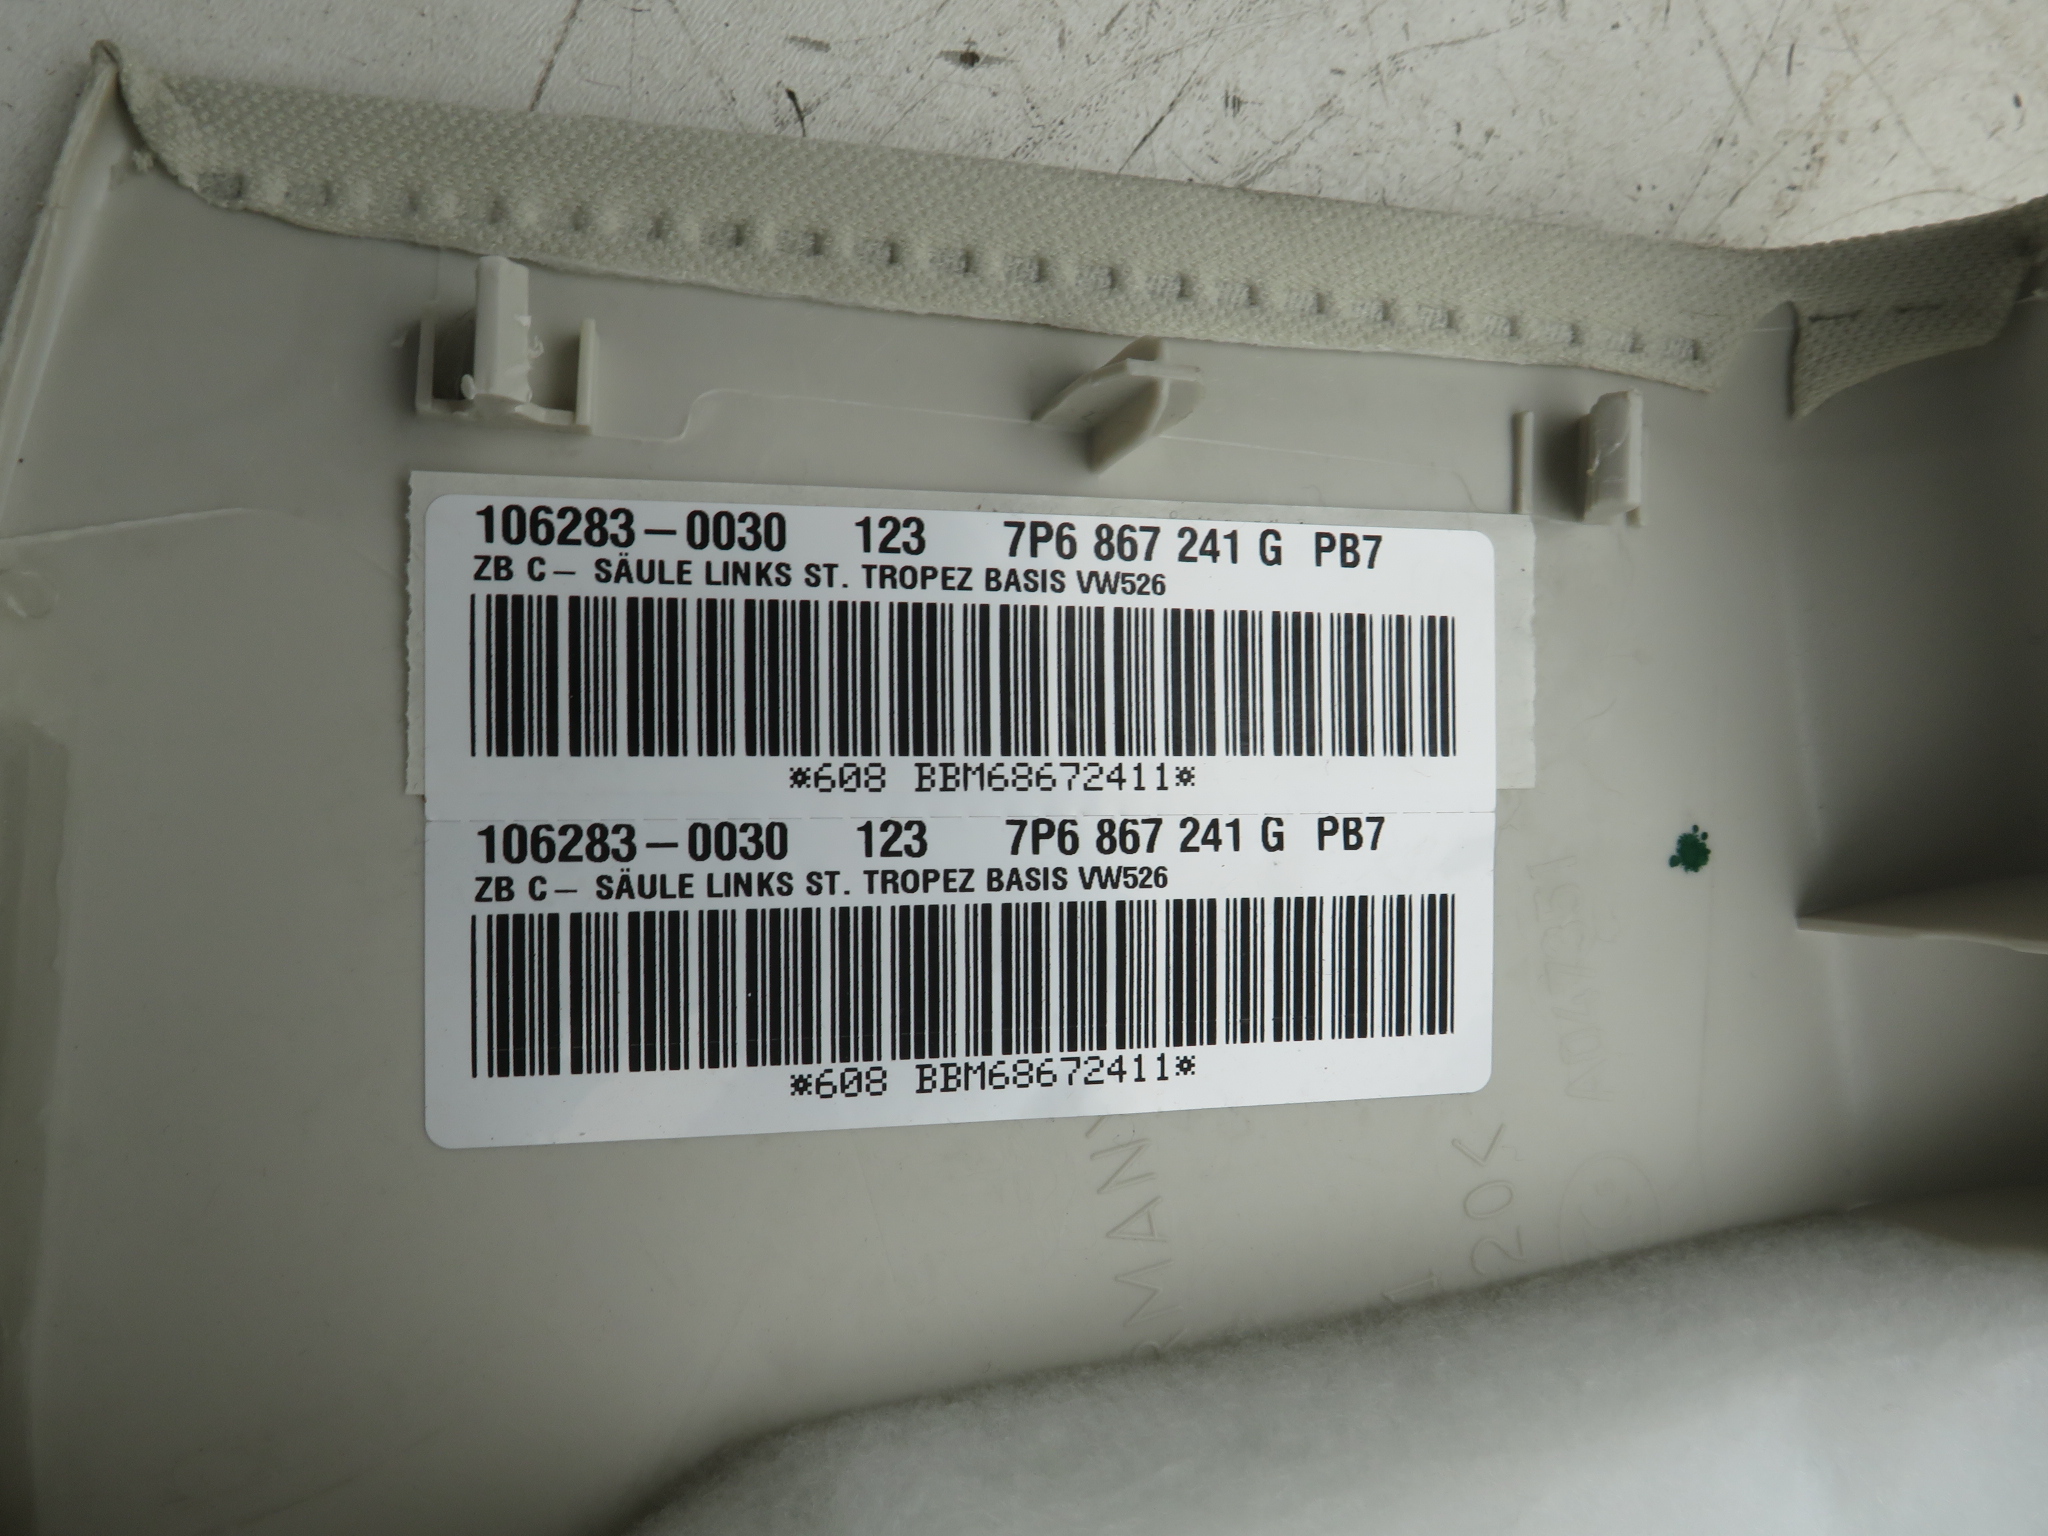 106283-0030 123 7P6 867 241 G PB7
ZB C- SÄULE LINKS ST. TROPEZ BASIS VW526
*608 BBM68672411*
106283-0030 123 7P6 867 241 G PB7
ZB C- SÄULE LINKS ST. TROPEZ BASIS VW526
*608 BBM68672411*